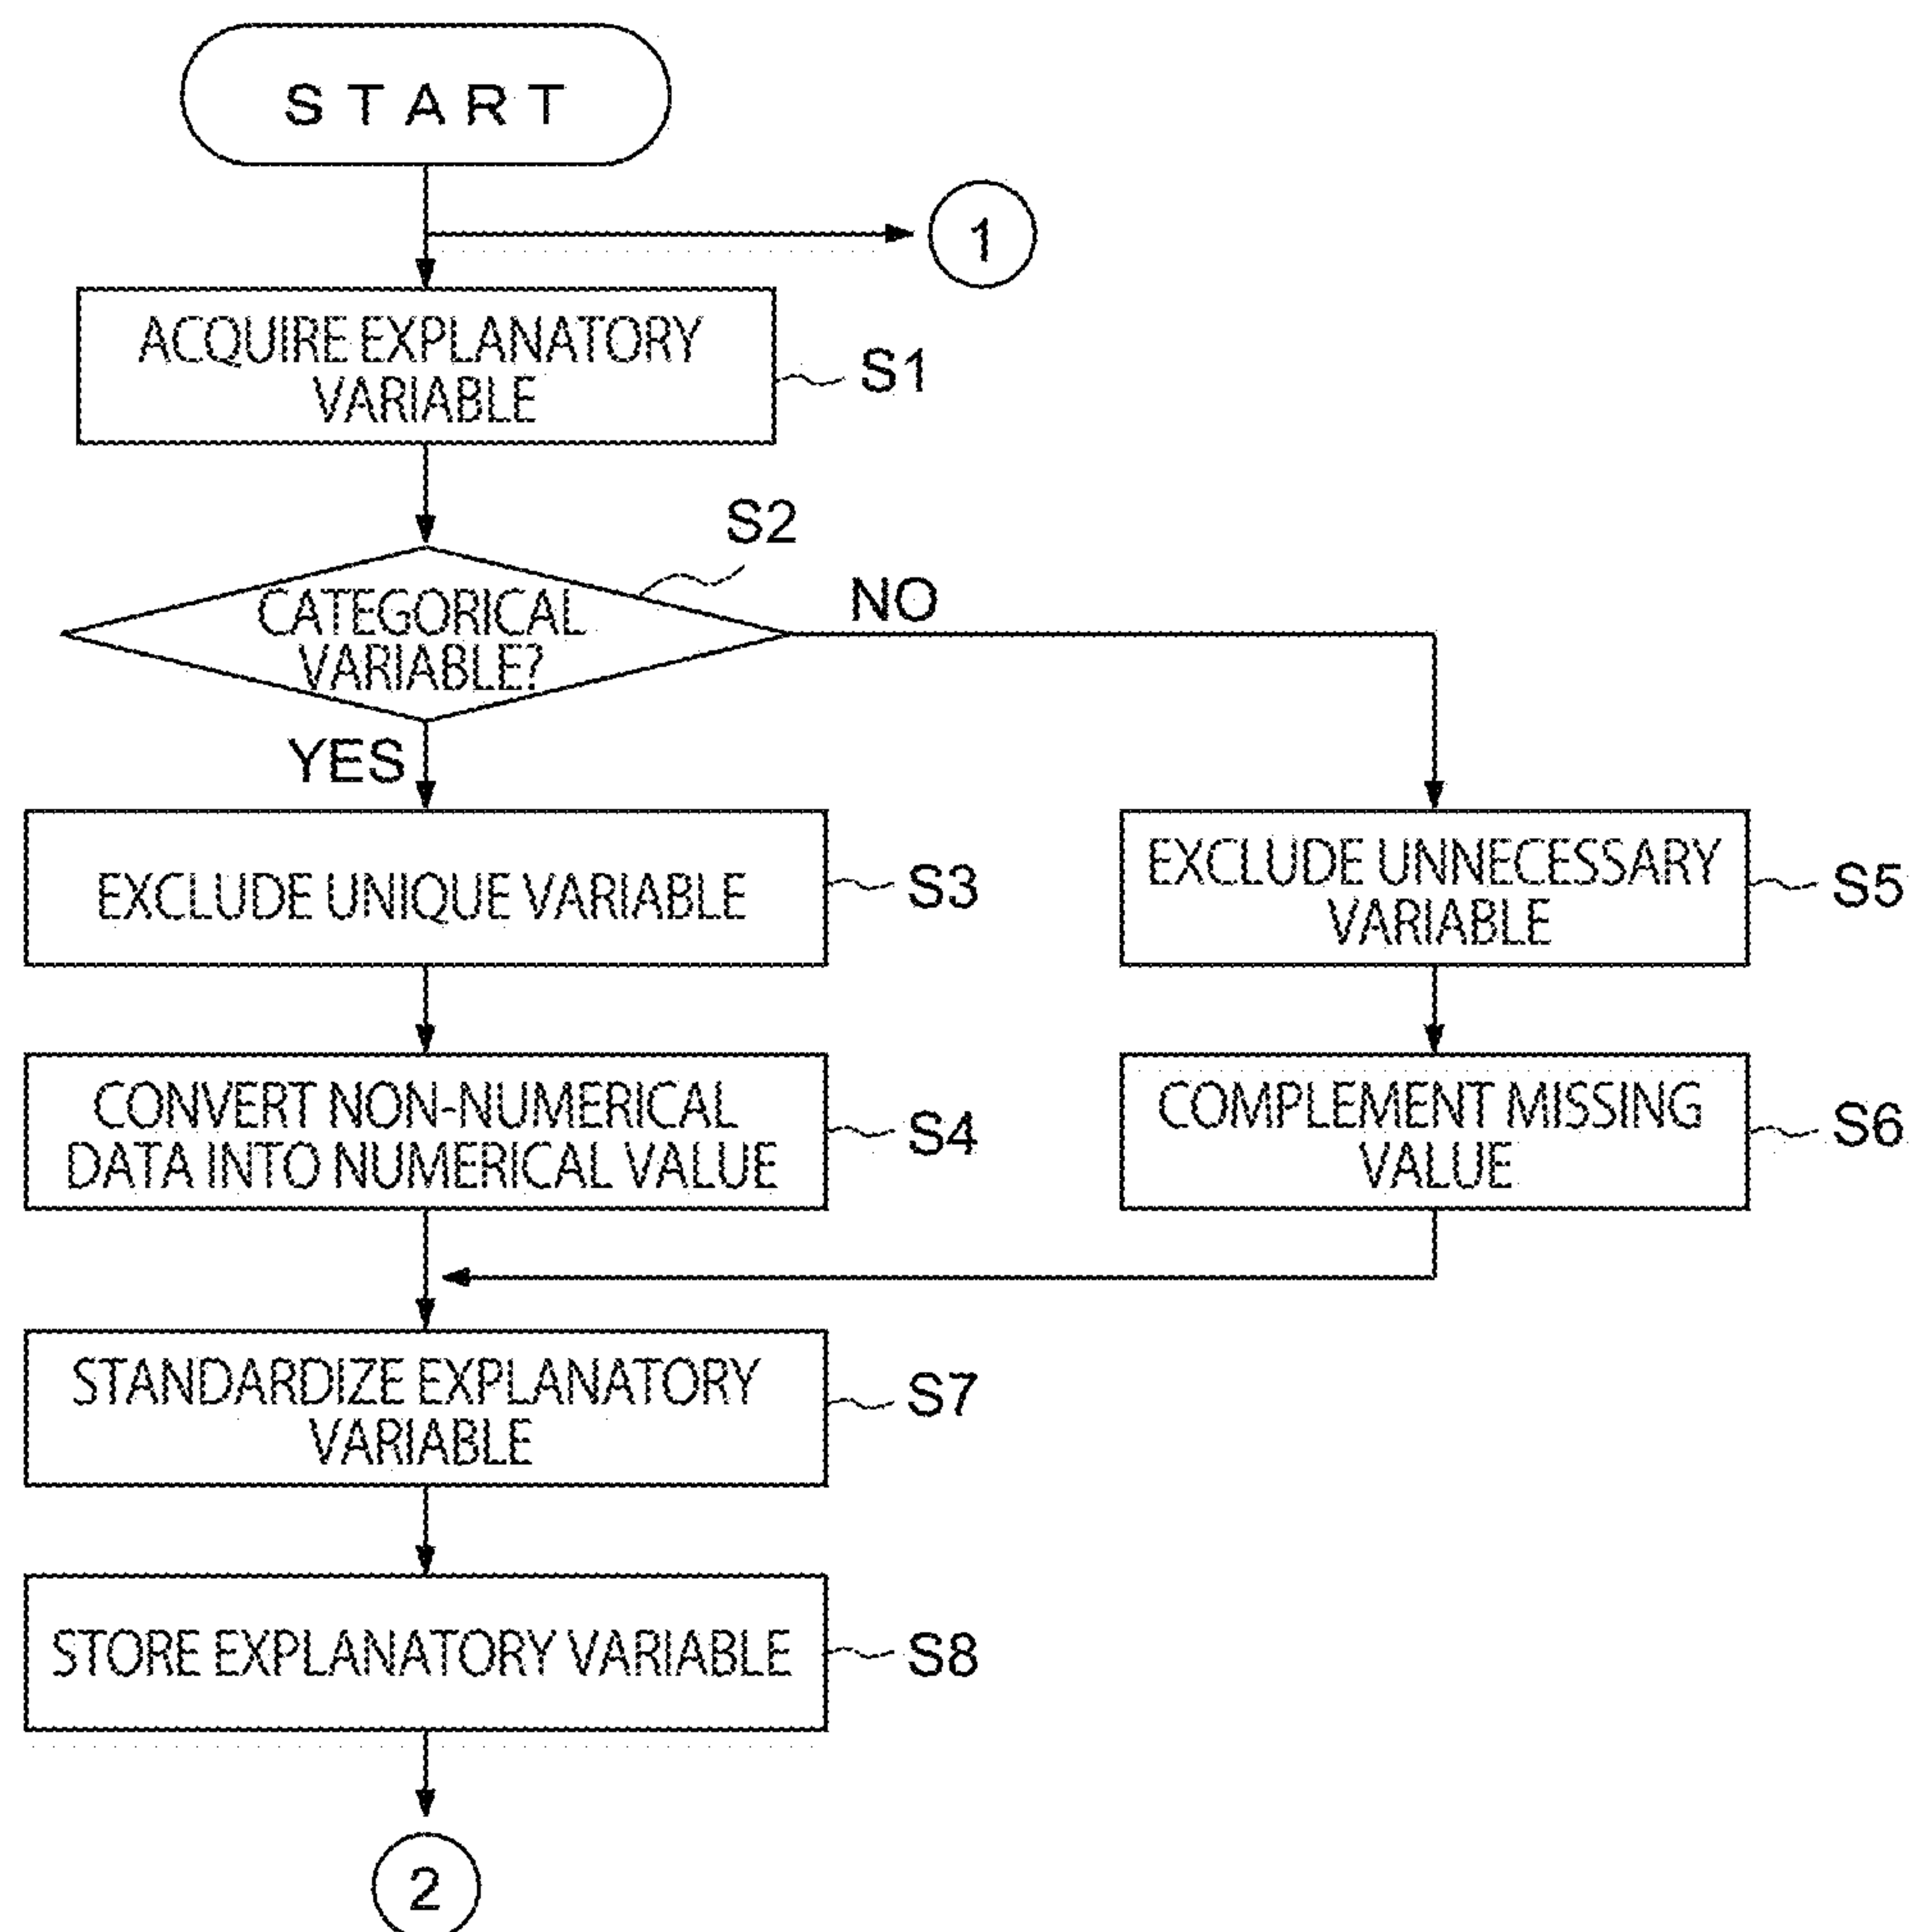 START
1
ACQUIRE EXPLANATORY
VARIABLE
S1
S2
CATEGORICAL
VARIABLE?
NO
YES
EXCLUDE UNIQUE VARIABLE
S3
EXCLUDE UNNECESSARY
VARIABLE
S5
CONVERT NON-NUMERICAL
DATA INTO NUMERICAL VALUE
S4
COMPLEMENT MISSING
VALUE
S6
STANDARDIZE EXPLANATORY
VARIABLE
S7
STORE EXPLANATORY VARIABLE
S8
2